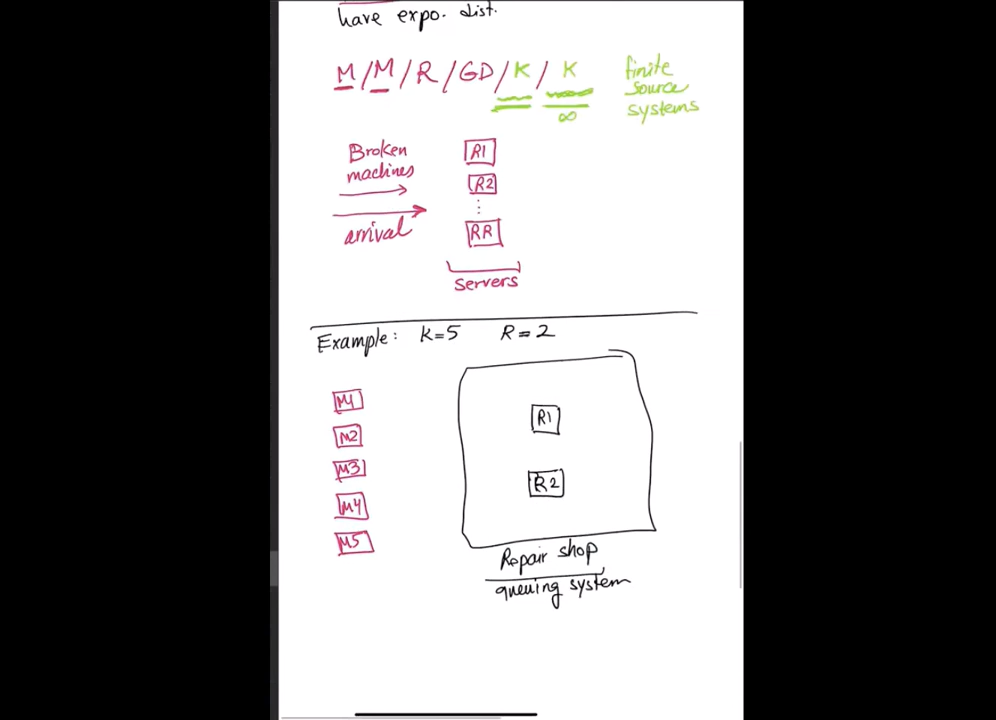 have expo. dist.
M/M/R/GD/K/K
∞
finite
source
systems
Broken
machines
arrival
R1
R2
⋮
RR
servers
Example: K=5 R=2
M1
M2
M3
M4
M5
R1
R2
Repair shop
queuing system